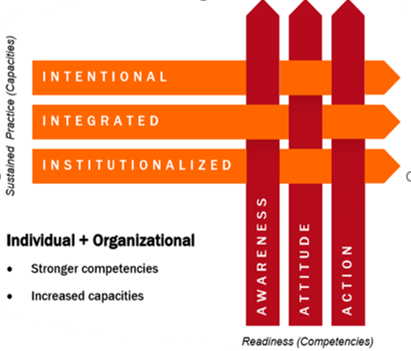 Sustained Practice (Capacities)
INTENTIONAL
INTEGRATED
INSTITUTIONALIZED
AWARENESS
ATTITUDE
ACTION
Individual + Organizational
• Stronger competencies
• Increased capacities
Readiness (Competencies)